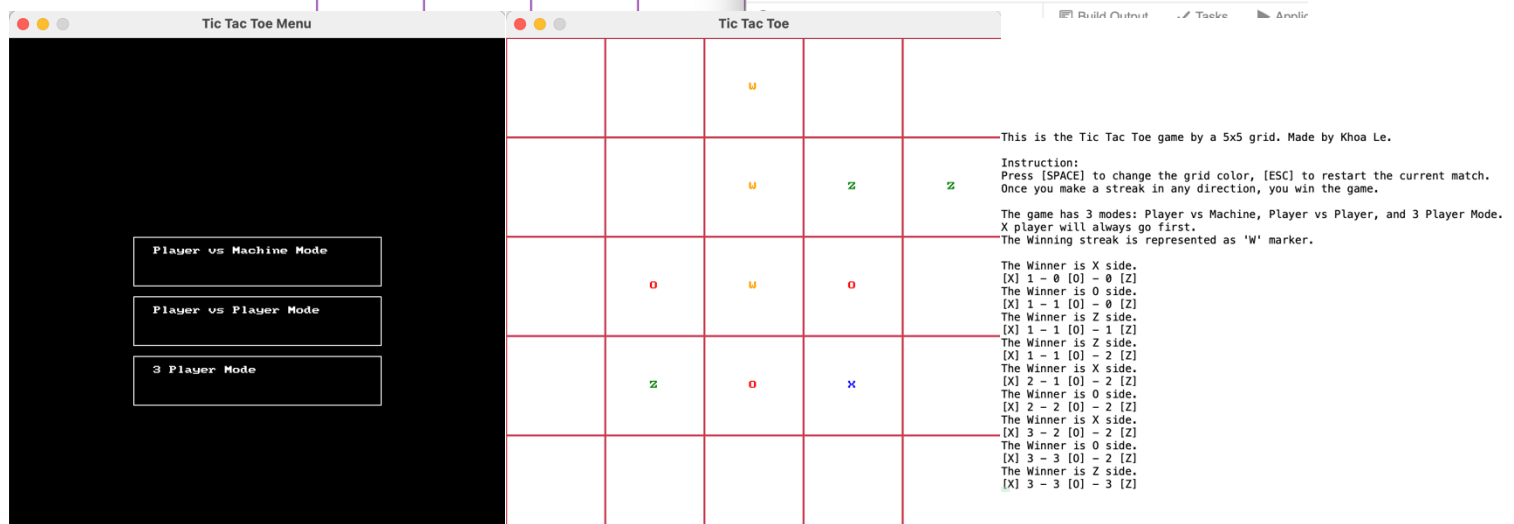 Build Output Tasks
Tic Tac Toe Menu
Player vs Machine Mode
Player vs Player Mode
3 Player Mode
Tic Tac Toe
W
W Z Z
O W O
Z O X
This is the Tic Tac Toe game by a 5x5 grid. Made by Khoa Le.
Instruction:
Press [SPACE] to change the grid color, [ESC] to restart the current match.
Once you make a streak in any direction, you win the game.
The game has 3 modes: Player vs Machine, Player vs Player, and 3 Player Mode.
X player will always go first.
The Winning streak is represented as 'W' marker.
The Winner is X side.
[X] 1 - 0 [O] - 0 [Z]
The Winner is O side.
[X] 1 - 1 [O] - 0 [Z]
The Winner is Z side.
[X] 1 - 1 [O] - 1 [Z]
The Winner is Z side.
[X] 1 - 1 [O] - 2 [Z]
The Winner is X side.
[X] 2 - 1 [O] - 2 [Z]
The Winner is O side.
[X] 2 - 2 [O] - 2 [Z]
The Winner is X side.
[X] 3 - 2 [O] - 2 [Z]
The Winner is O side.
[X] 3 - 3 [O] - 2 [Z]
The Winner is Z side.
[X] 3 - 3 [O] - 3 [Z]